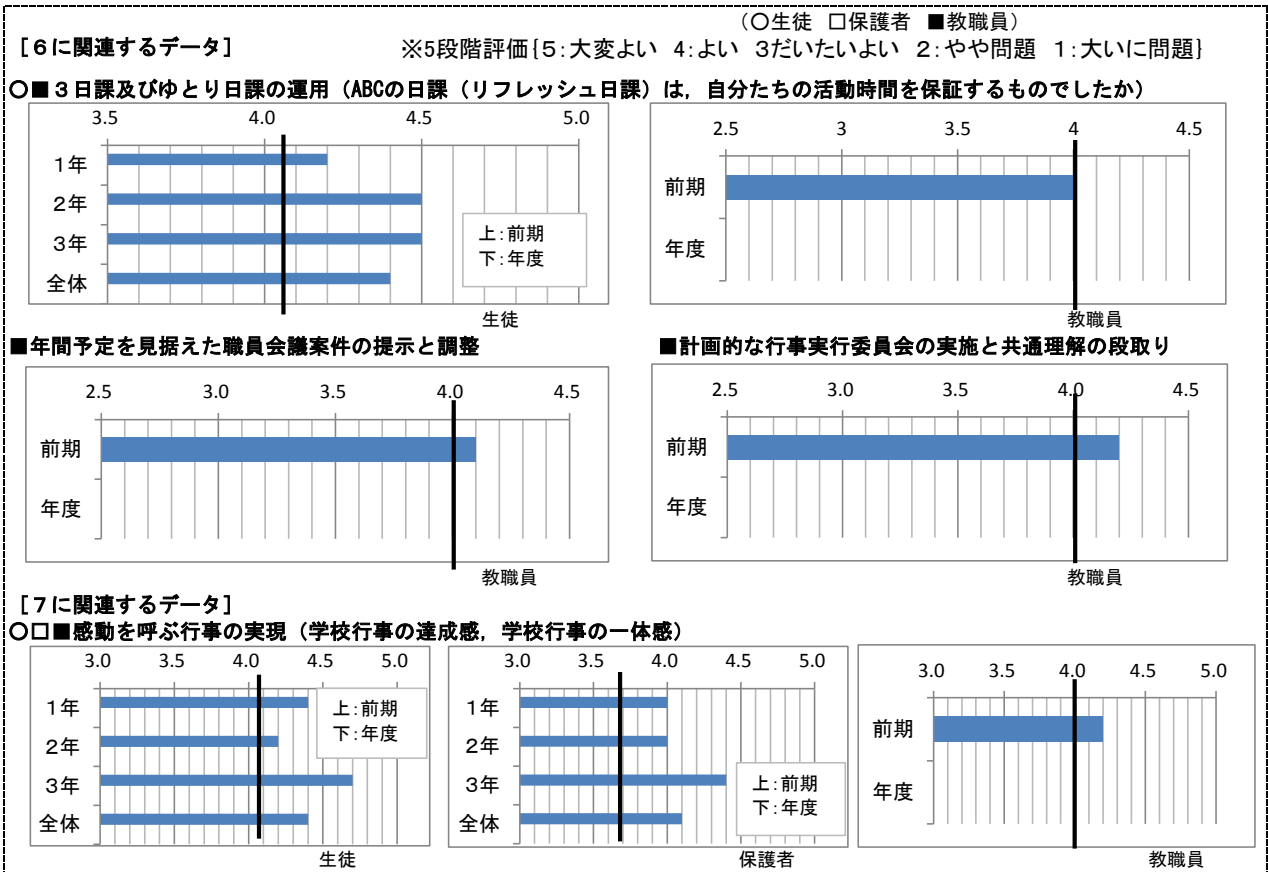 (○生徒 □保護者 ■教職員)
[6に関連するデータ]
※5段階評価{5:大変よい 4:よい 3だいたいよい 2:やや問題 1:大いに問題}
○■3日課及びゆとり日課の運用(ABCの日課(リフレッシュ日課)は,自分たちの活動時間を保証するものでしたか)
3.5 4.0 4.5 5.0
1年
2年
3年
全体
上:前期
下:年度
生徒
2.5 3 3.5 4 4.5
前期
年度
教職員
■年間予定を見据えた職員会議案件の提示と調整
2.5 3.0 3.5 4.0 4.5
前期
年度
教職員
■計画的な行事実行委員会の実施と共通理解の段取り
2.5 3.0 3.5 4.0 4.5
前期
年度
教職員
[7に関連するデータ]
○□■感動を呼ぶ行事の実現(学校行事の達成感,学校行事の一体感)
3.0 3.5 4.0 4.5 5.0
1年
2年
3年
全体
上:前期
下:年度
生徒
3.0 3.5 4.0 4.5 5.0
1年
2年
3年
全体
上:前期
下:年度
保護者
3.0 3.5 4.0 4.5 5.0
前期
年度
教職員